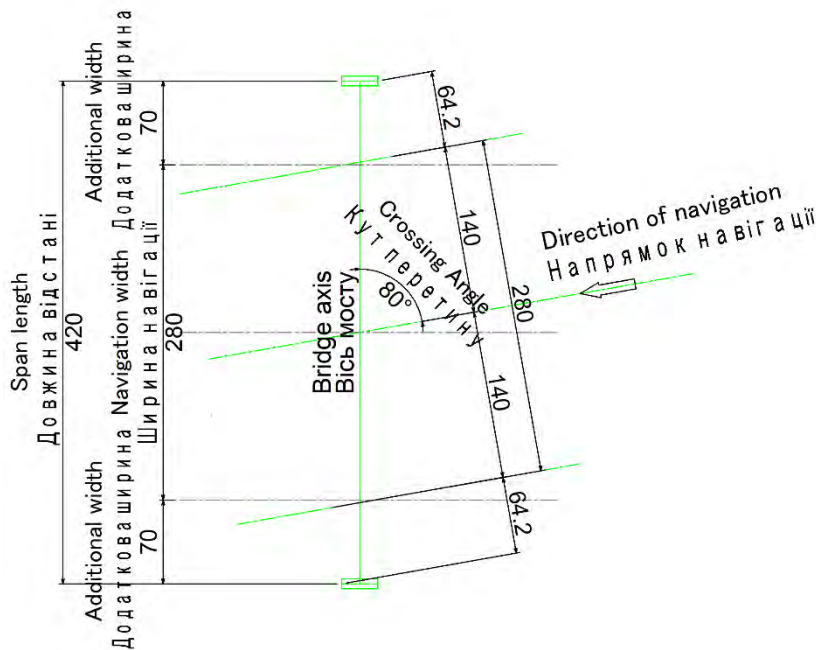 Span length
Довжина відстані
420
Additional width
Додаткова ширина
70
Navigation width
Ширина навігації
280
Additional width
Додаткова ширина
70
Bridge axis
Вісь мосту
Crossing Angle
Кут перетину
80°
64.2
140
280
140
64.2
Direction of navigation
Напрямок навігації